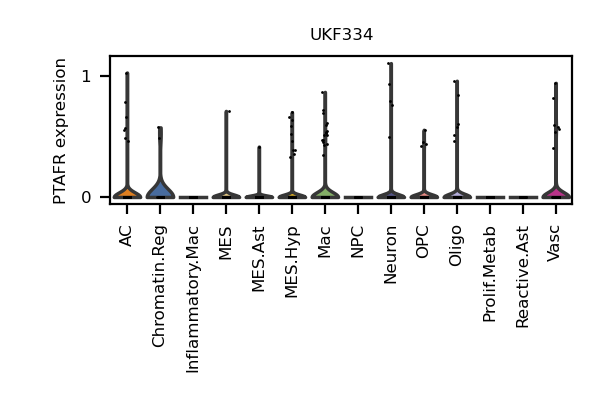 UKF334
PTAFR expression
1
0
AC
Chromatin.Reg
Inflammatory.Mac
MES
MES.Ast
MES.Hyp
Mac
NPC
Neuron
OPC
Oligo
Prolif.Metab
Reactive.Ast
Vasc